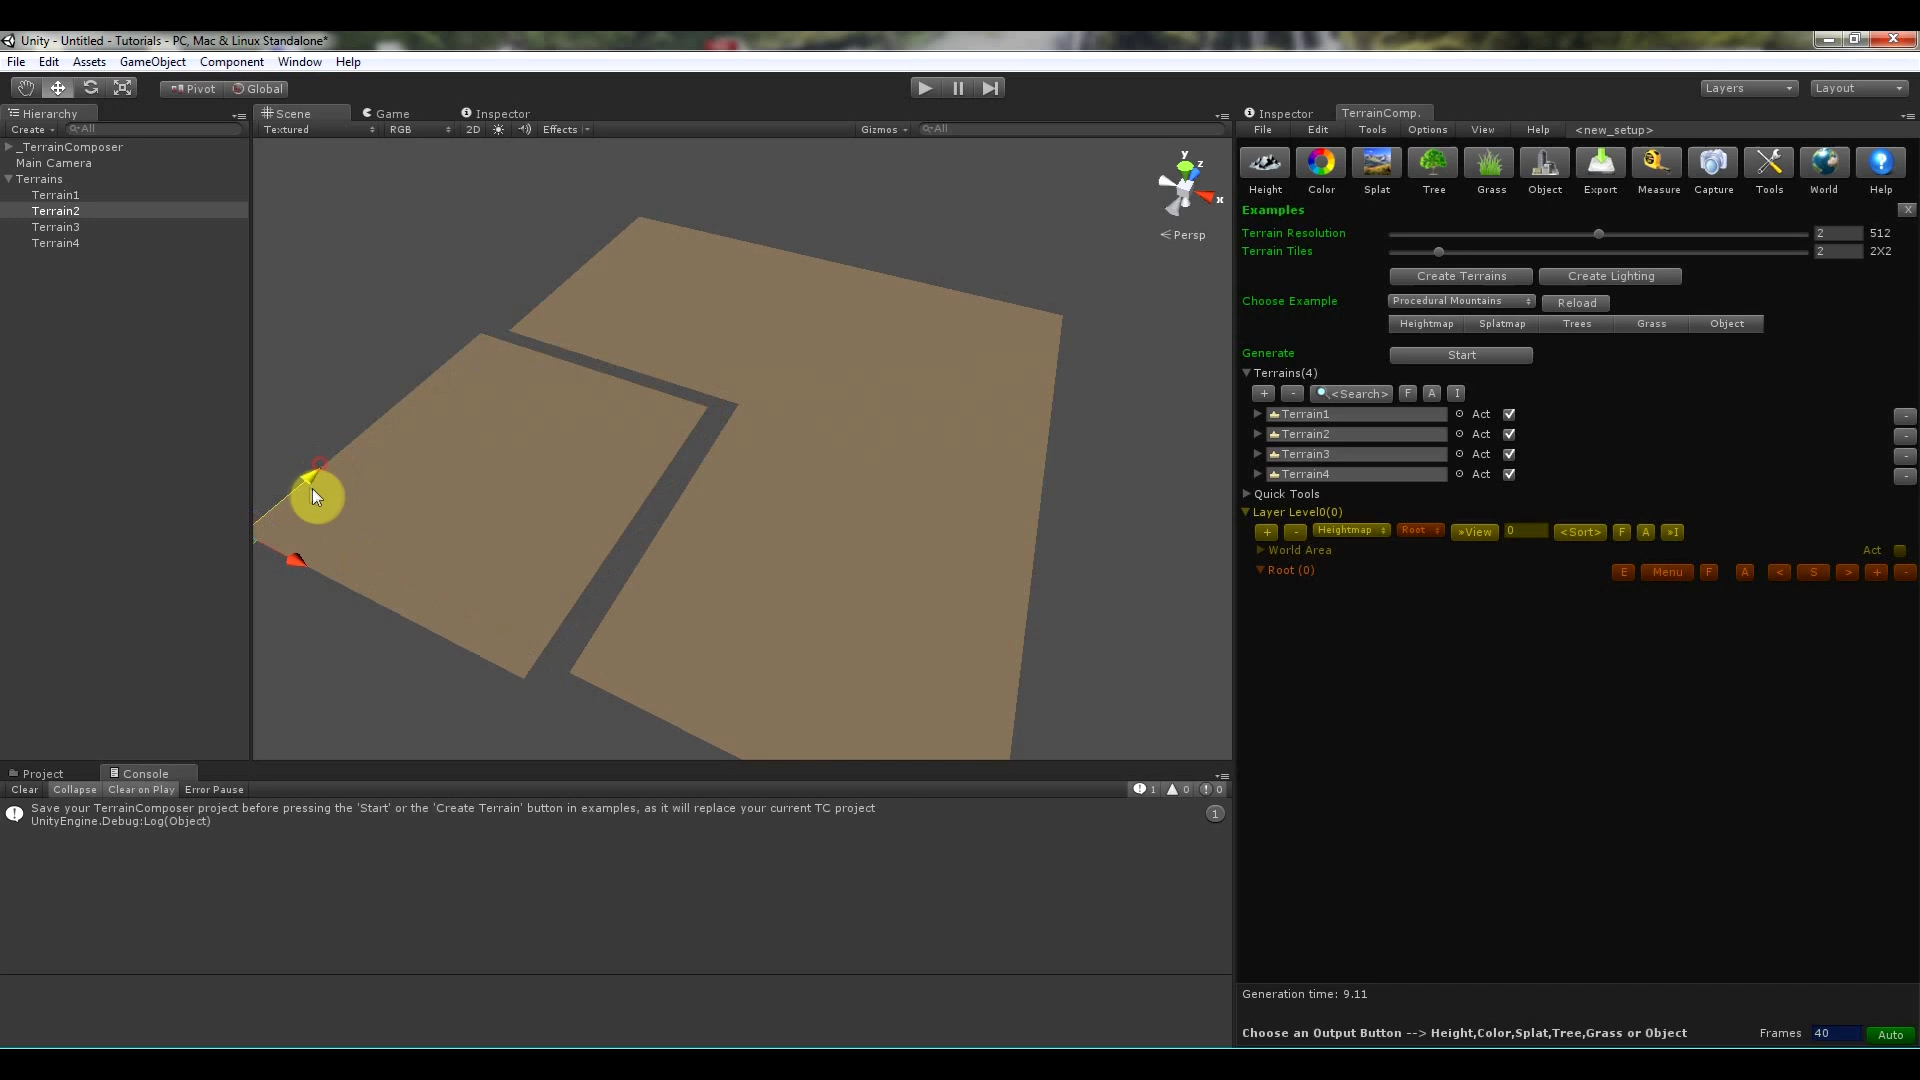 Unity - Untitled - Tutorials - PC, Mac & Linux Standalone*
File Edit Assets GameObject Component Window Help
Pivot Global Layers Layout
Hierarchy
Create All
_TerrainComposer
Main Camera
Terrains
Terrain1
Terrain2
Terrain3
Terrain4
Scene Game Inspector
Textured RGB 2D Effects Gizmos All
y
z
x
Persp
Inspector TerrainComp.
File Edit Tools Options View Help <new_setup>
Height Color Splat Tree Grass Object Export Measure Capture Tools World Help
Examples X
Terrain Resolution 2 512
Terrain Tiles 2 2X2
Create Terrains Create Lighting
Choose Example Procedural Mountains Reload
Heightmap Splatmap Trees Grass Object
Generate Start
Terrains(4)
+ - <Search> F A I
Terrain1 Act -
Terrain2 Act -
Terrain3 Act -
Terrain4 Act -
Quick Tools
Layer Level0(0)
+ - Heightmap Root »View 0 <Sort> F A »I
World Area Act
Root (0) E Menu F A < S > + -
Project Console
Clear Collapse Clear on Play Error Pause 1 0 0
Save your TerrainComposer project before pressing the 'Start' or the 'Create Terrain' button in examples, as it will replace your current TC project
UnityEngine.Debug:Log(Object)
1
Generation time: 9.11
Choose an Output Button --> Height,Color,Splat,Tree,Grass or Object Frames 40 Auto